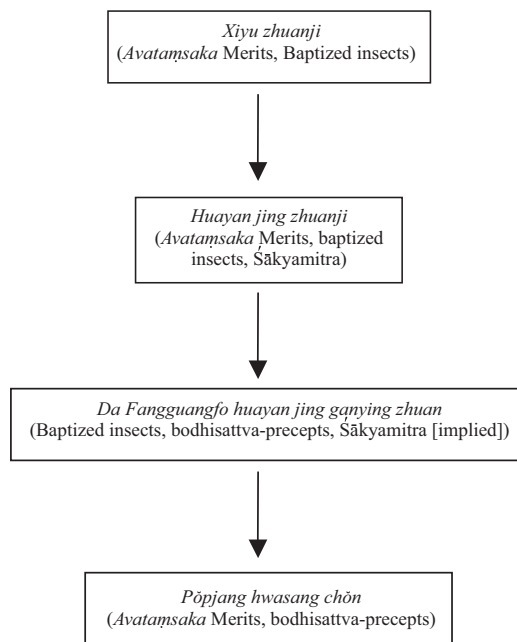 Xiyu zhuanji
(Avataṃsaka Merits, Baptized insects)
Huayan jing zhuanji
(Avataṃsaka Merits, baptized
insects, Śākyamitra)
Da Fangguangfo huayan jing ganying zhuan
(Baptized insects, bodhisattva-precepts, Śākyamitra [implied])
Pŏpjang hwasang chŏn
(Avataṃsaka Merits, bodhisattva-precepts)